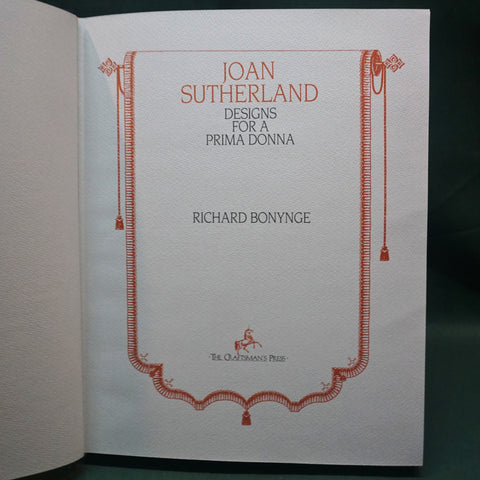 JOAN
SUTHERLAND
DESIGNS
FOR A
PRIMA DONNA
RICHARD BONYNGE
THE CRAFTSMAN'S PRESS